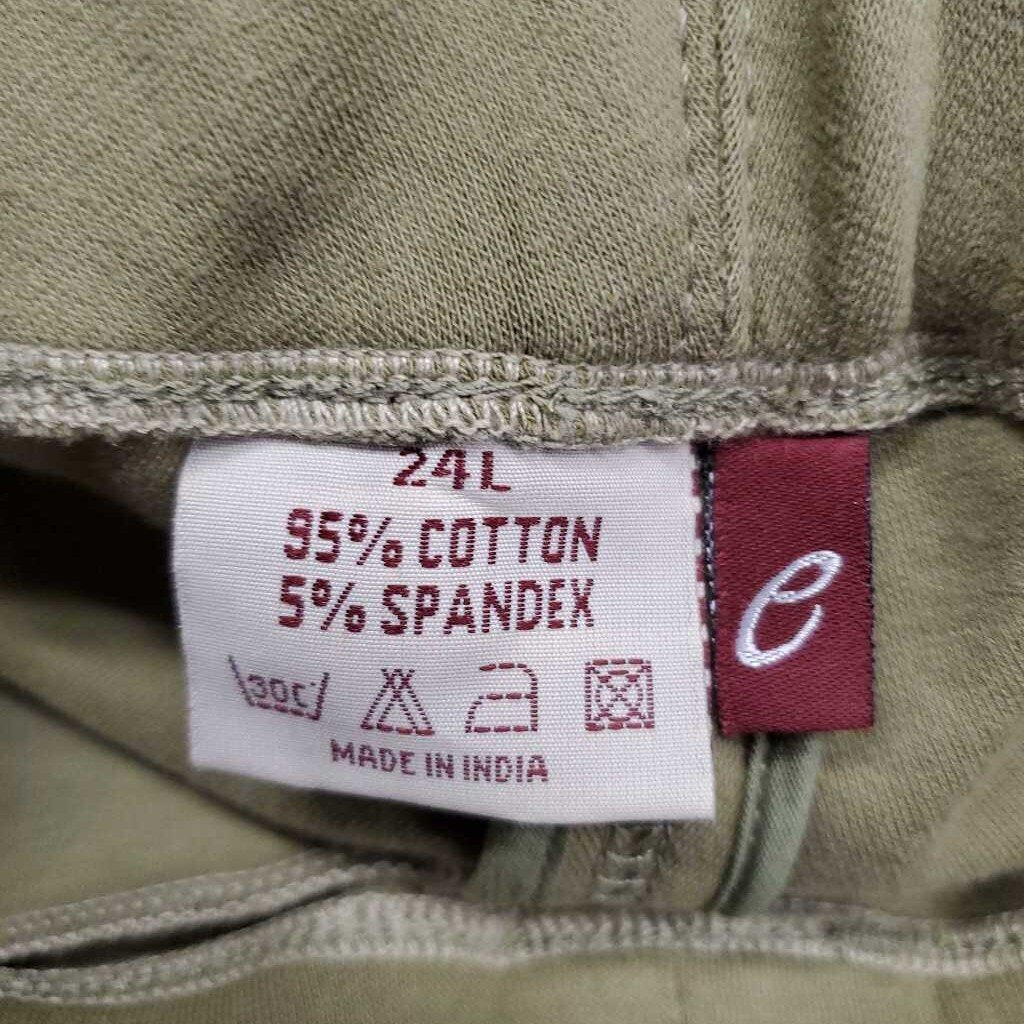 24L
95% COTTON
5% SPANDEX
30C
MADE IN INDIA
e